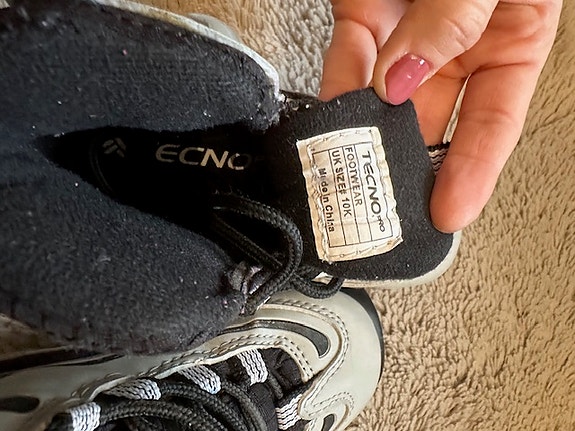 TECNO PRO
FOOTWEAR
UK SIZE# 10K
Made in China
ECNO